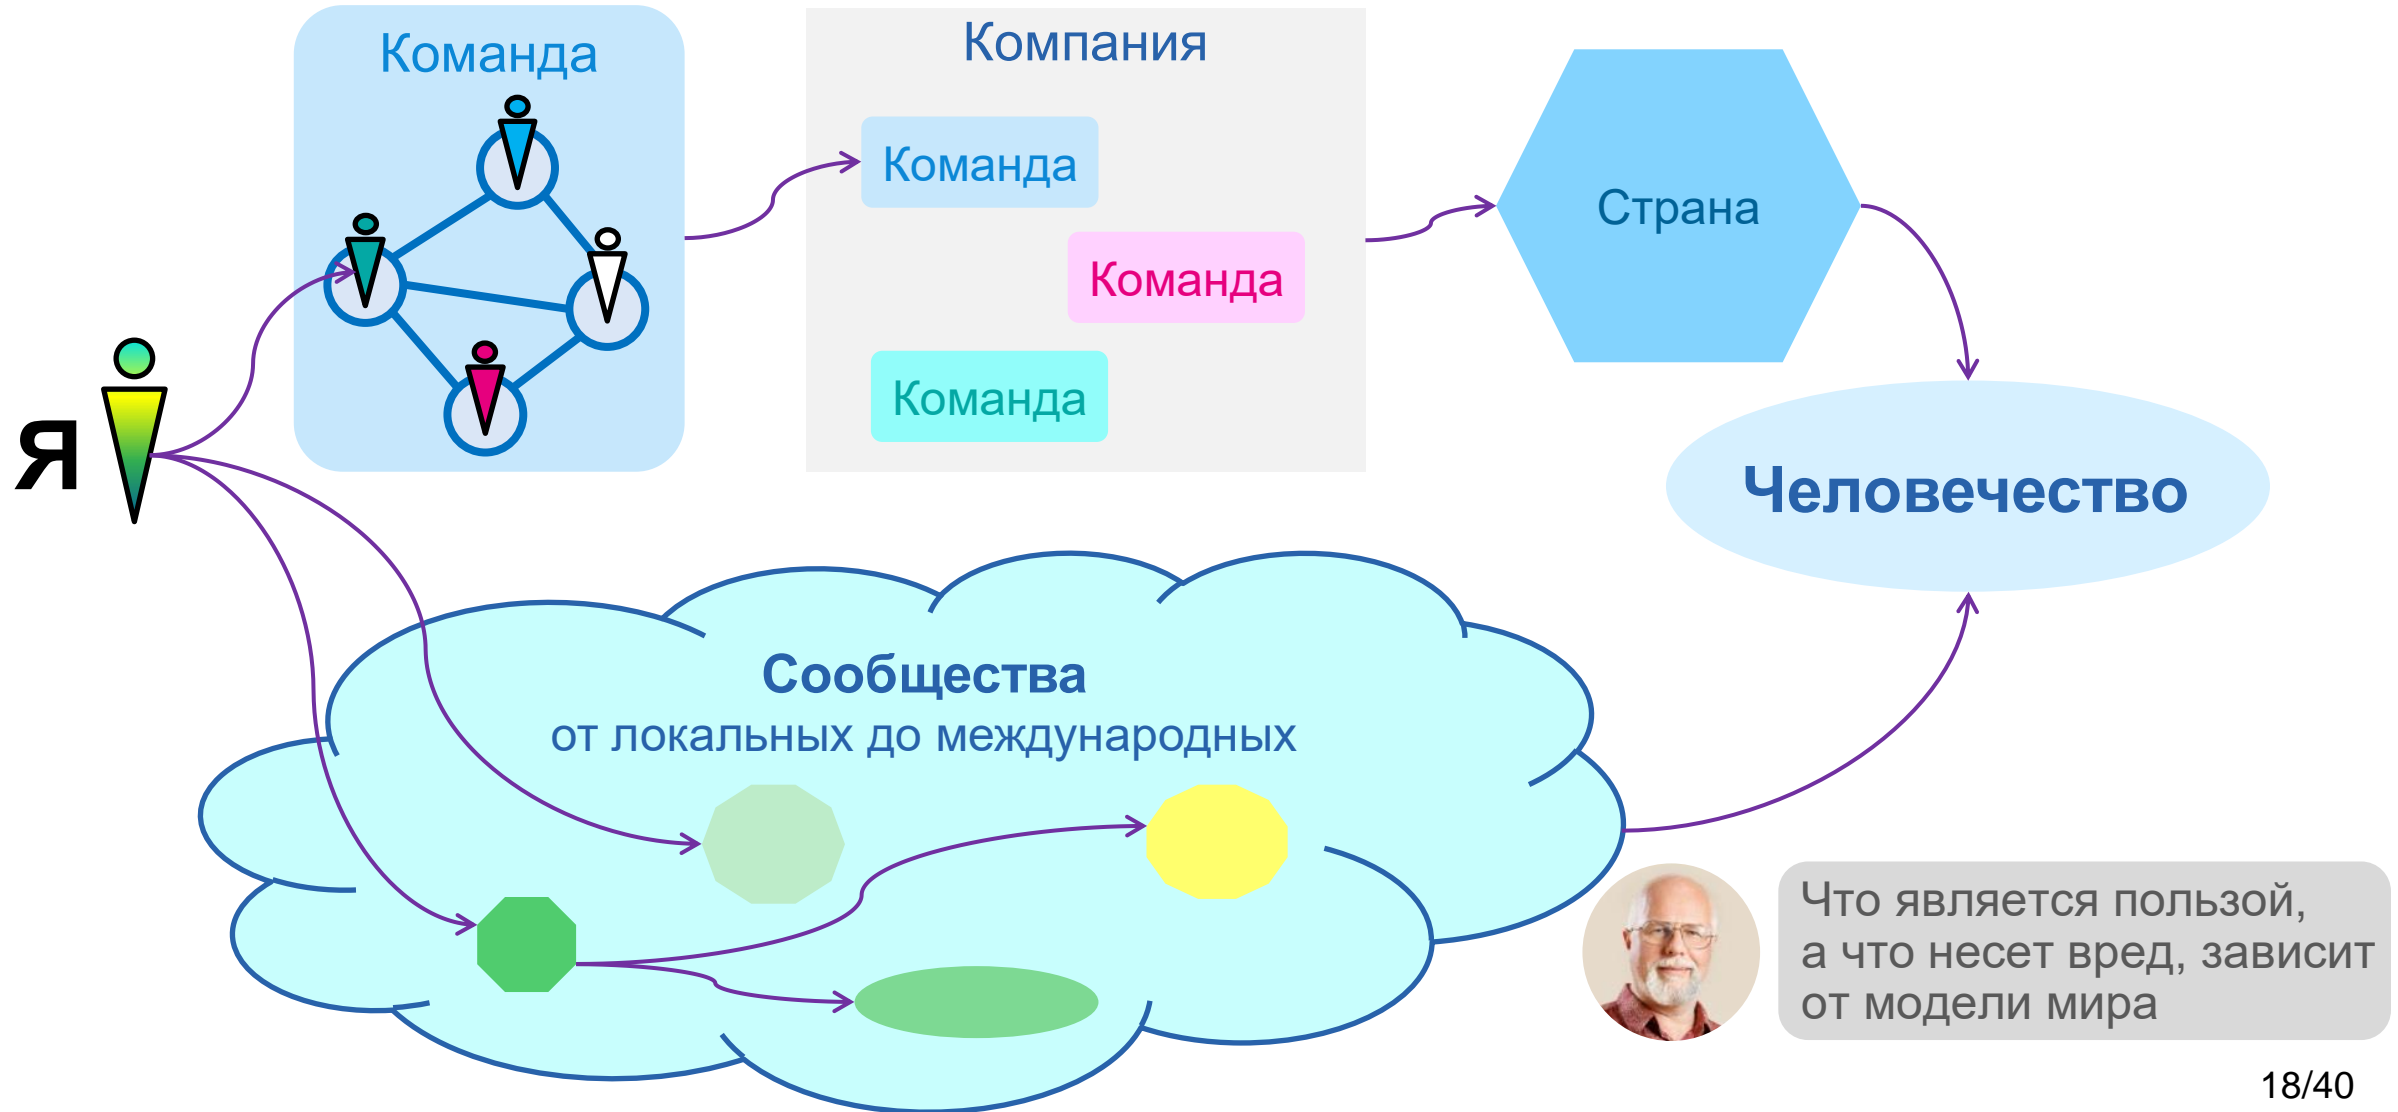 Команда
Компания
Команда
Команда
Команда
Страна
Человечество
Я
Сообщества
от локальных до международных
Что является пользой,
а что несет вред, зависит
от модели мира
18/40